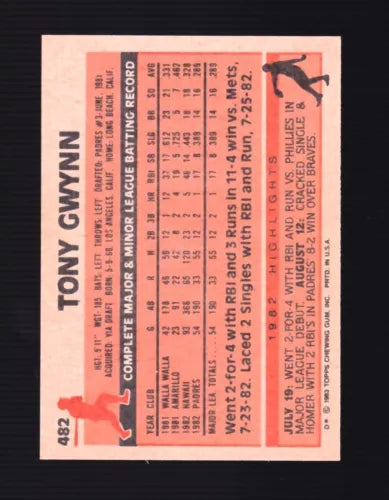 482
TONY GWYNN
HGT: 5'11" WGT: 185 BATS: LEFT THROWS: LEFT DRAFTED: PADRES #3-JUNE, 1981
ACQUIRED: VIA DRAFT BORN: 5-9-60, LOS ANGELES, CALIF. HOME: LONG BEACH, CALIF.
COMPLETE MAJOR & MINOR LEAGUE BATTING RECORD
YEAR CLUB G AB R H 2B 3B HR RBI SB SLG BB SO AVG
1981 WALLA WALLA 42 178 46 59 12 1 12 37 17 .612 23 21 .331
1981 AMARILLO 23 91 22 42 8 2 4 19 5 .725 5 7 .462
1982 HAWAII 93 366 65 120 23 2 5 46 14 .443 18 18 .328
1982 PADRES 54 190 33 55 12 2 1 17 8 .389 14 16 .289
MAJOR LEA TOTALS.... 54 190 33 55 12 2 1 17 8 .389 14 16 .289
Went 2-for-4 with RBI and 3 Runs in 11-4 win vs. Mets,
7-23-82. Laced 2 Singles with RBI and Run, 7-25-82.
1982 HIGHLIGHTS
JULY 19: WENT 2-FOR-4 WITH RBI AND RUN VS. PHILLIES IN
MAJOR LEAGUE DEBUT. AUGUST 12: CRACKED SINGLE &
HOMER WITH 2 RBI'S IN PADRES' 8-2 WIN OVER BRAVES.
D* © 1983 TOPPS CHEWING GUM, INC. PRTD. IN U.S.A.